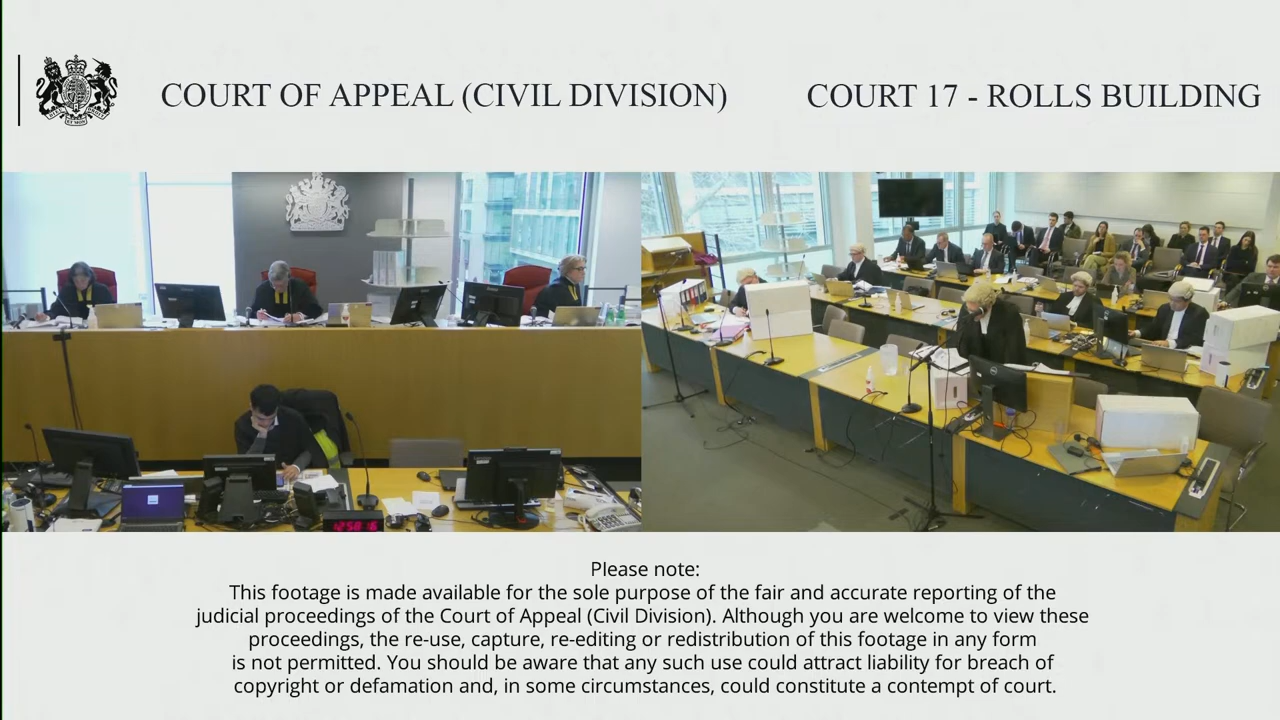 COURT OF APPEAL (CIVIL DIVISION)
COURT 17 - ROLLS BUILDING
Please note:
This footage is made available for the sole purpose of the fair and accurate reporting of the
judicial proceedings of the Court of Appeal (Civil Division). Although you are welcome to view these
proceedings, the re-use, capture, re-editing or redistribution of this footage in any form
is not permitted. You should be aware that any such use could attract liability for breach of
copyright or defamation and, in some circumstances, could constitute a contempt of court.